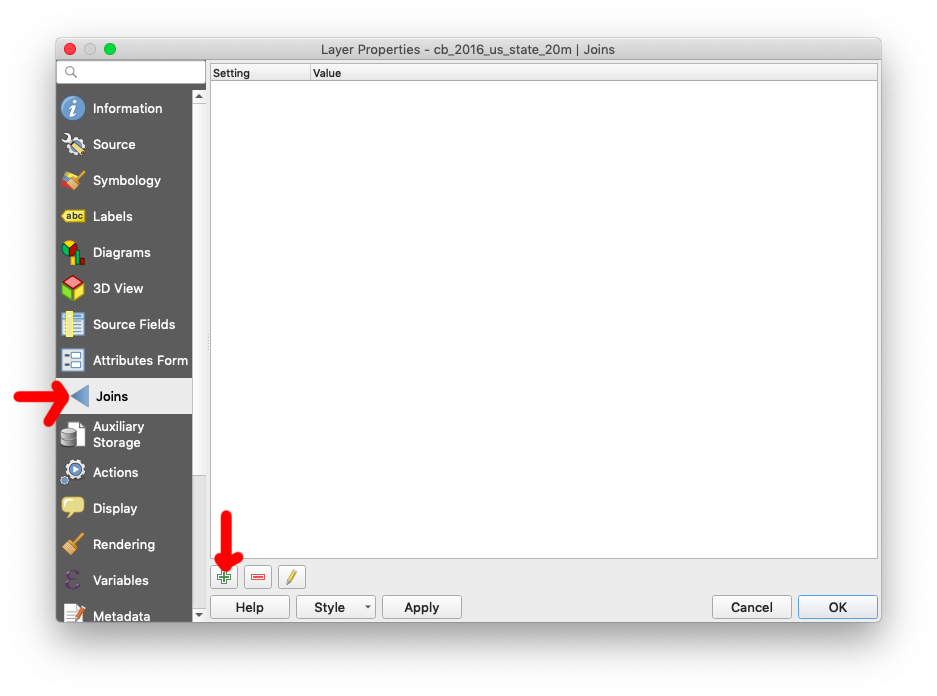 Layer Properties - cb_2016_us_state_20m | Joins
Setting Value
Information
Source
Symbology
abc Labels
Diagrams
3D View
Source Fields
Attributes Form
Joins
Auxiliary
Storage
Actions
Display
Rendering
Variables
Metadata
Help Style Apply Cancel OK